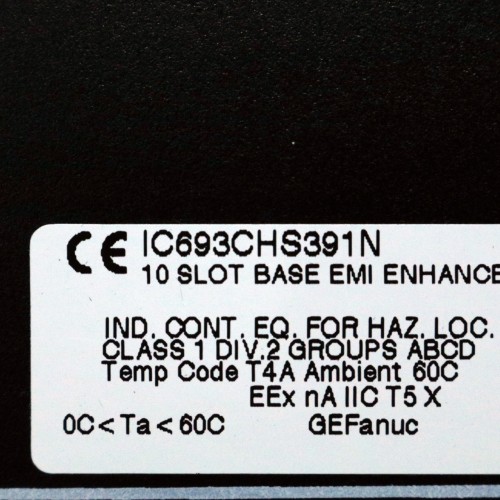 CE IC693CHS391N
10 SLOT BASE EMI ENHANCE
IND. CONT. EQ. FOR HAZ. LOC.
CLASS 1 DIV.2 GROUPS ABCD
Temp Code T4A Ambient 60C
EEx nA IIC T5 X
0C < Ta < 60C GEFanuc